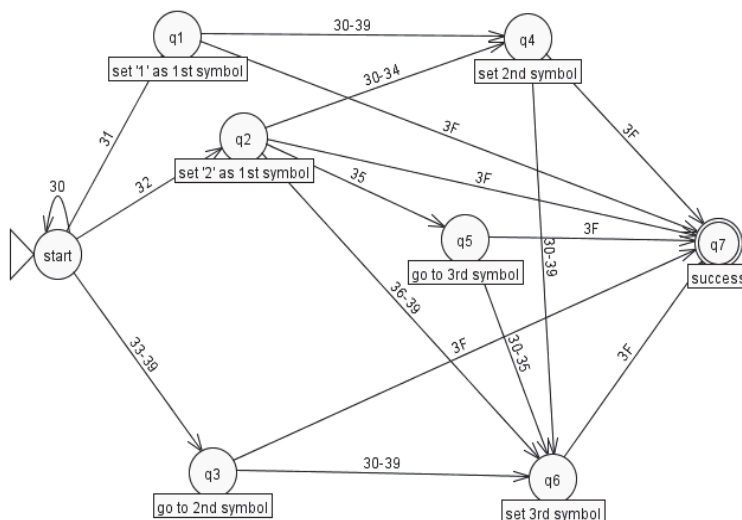 q1
30-39
q4
set '1' as 1st symbol
set 2nd symbol
30-34
31
q2
3F
3F
set '2' as 1st symbol
32
3F
35
30
start
q5
3F
q7
go to 3rd symbol
success
30-39
36-39
33-39
3F
30-35
3F
q3
30-39
q6
go to 2nd symbol
set 3rd symbol